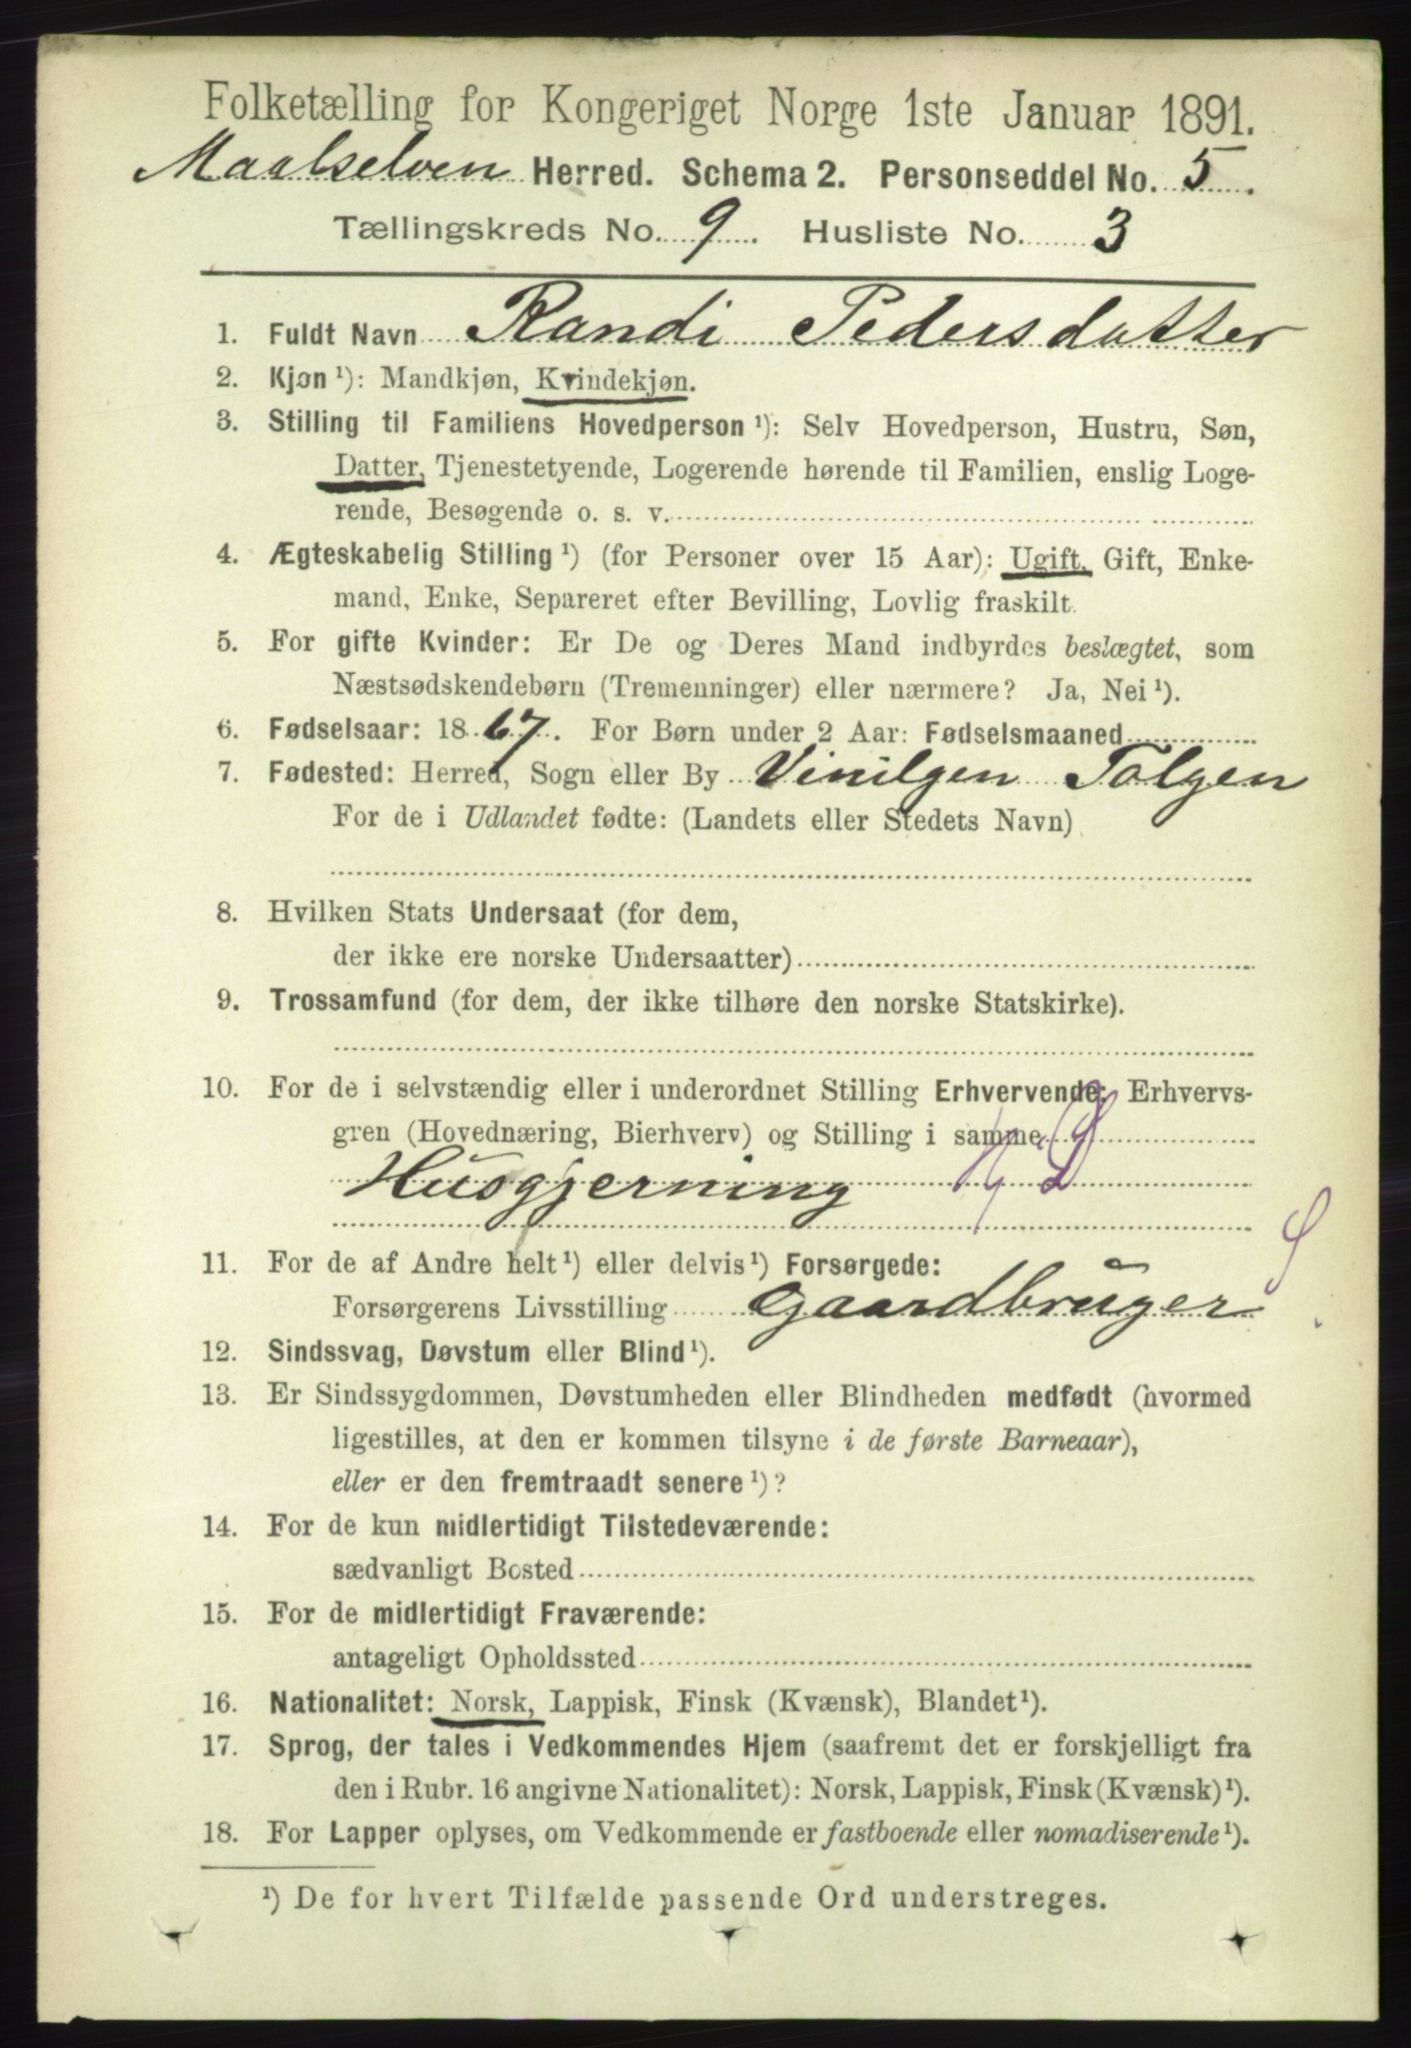 Folketælling for Kongeriget Norge 1ste Januar 1891.
Maalselven Herred. Schema 2. Personseddel No. 5.
Tællingskreds No. 9. Husliste No. 3
1. Fuldt Navn Randi Pedersdatter
2. Kjøn ¹): Mandkjøn, Kvindekjøn.
3. Stilling til Familiens Hovedperson ¹): Selv Hovedperson, Hustru, Søn,
Datter, Tjenestetyende, Logerende hørende til Familien, enslig Loge-
rende, Besøgende o. s. v.
4. Ægteskabelig Stilling ¹) (for Personer over 15 Aar): Ugift, Gift, Enke-
mand, Enke, Separeret efter Bevilling, Lovlig fraskilt.
5. For gifte Kvinder: Er De og Deres Mand indbyrdes beslægtet, som
Næstsødskendebørn (Tremenninger) eller nærmere? Ja, Nei ¹).
6. Fødselsaar: 1867. For Børn under 2 Aar: Fødselsmaaned
7. Fødested: Herred, Sogn eller By Vinilgen Tolgen
For de i Udlandet fødte: (Landets eller Stedets Navn)
8. Hvilken Stats Undersaat (for dem,
der ikke ere norske Undersaatter)
9. Trossamfund (for dem, der ikke tilhøre den norske Statskirke).
10. For de i selvstændig eller i underordnet Stilling Erhvervende: Erhvervs-
gren (Hovednæring, Bierhverv) og Stilling i samme
Husgjerning
11. For de af Andre helt ¹) eller delvis ¹) Forsørgede:
Forsørgerens Livsstilling Gaardbruger
12. Sindssvag, Døvstum eller Blind ¹).
13. Er Sindssygdommen, Døvstumheden eller Blindheden medfødt (hvormed
ligestilles, at den er kommen tilsyne i de første Barneaar),
eller er den fremtraadt senere ¹)?
14. For de kun midlertidigt Tilstedeværende:
sædvanligt Bosted
15. For de midlertidigt Fraværende:
antageligt Opholdssted
16. Nationalitet: Norsk, Lappisk, Finsk (Kvænsk), Blandet ¹).
17. Sprog, der tales i Vedkommendes Hjem (saafremt det er forskjelligt fra
den i Rubr. 16 angivne Nationalitet): Norsk, Lappisk, Finsk (Kvænsk) ¹).
18. For Lapper oplyses, om Vedkommende er fastboende eller nomadiserende ¹).
¹) De for hvert Tilfælde passende Ord understreges.